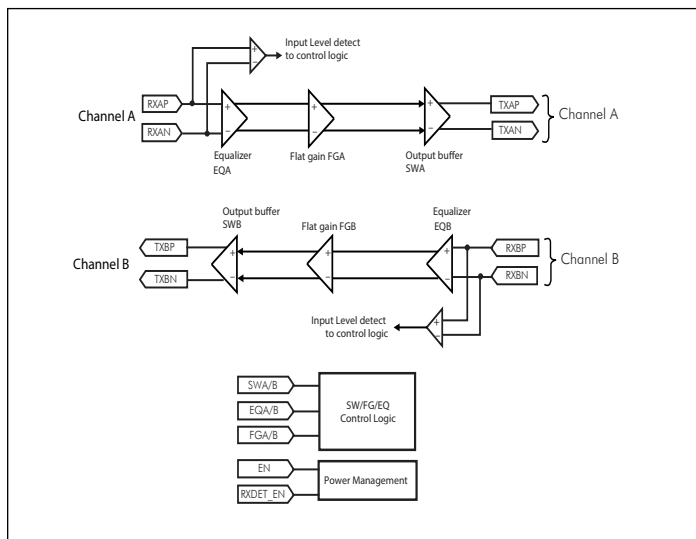 Input Level detect
to control logic
RXAP
RXAN
Channel A
+
−
+
−
Equalizer
EQA
+
−
Flat gain FGA
+
−
Output buffer
SWA
TXAP
TXAN
Channel A
Output buffer
SWB
Flat gain FGB
Equalizer
EQB
TXBP
TXBN
Channel B
+
−
+
−
+
−
RXBP
RXBN
Channel B
Input Level detect
to control logic
+
−
SWA/B
EQA/B
FGA/B
SW/FG/EQ
Control Logic
EN
RXDET_EN
Power Management